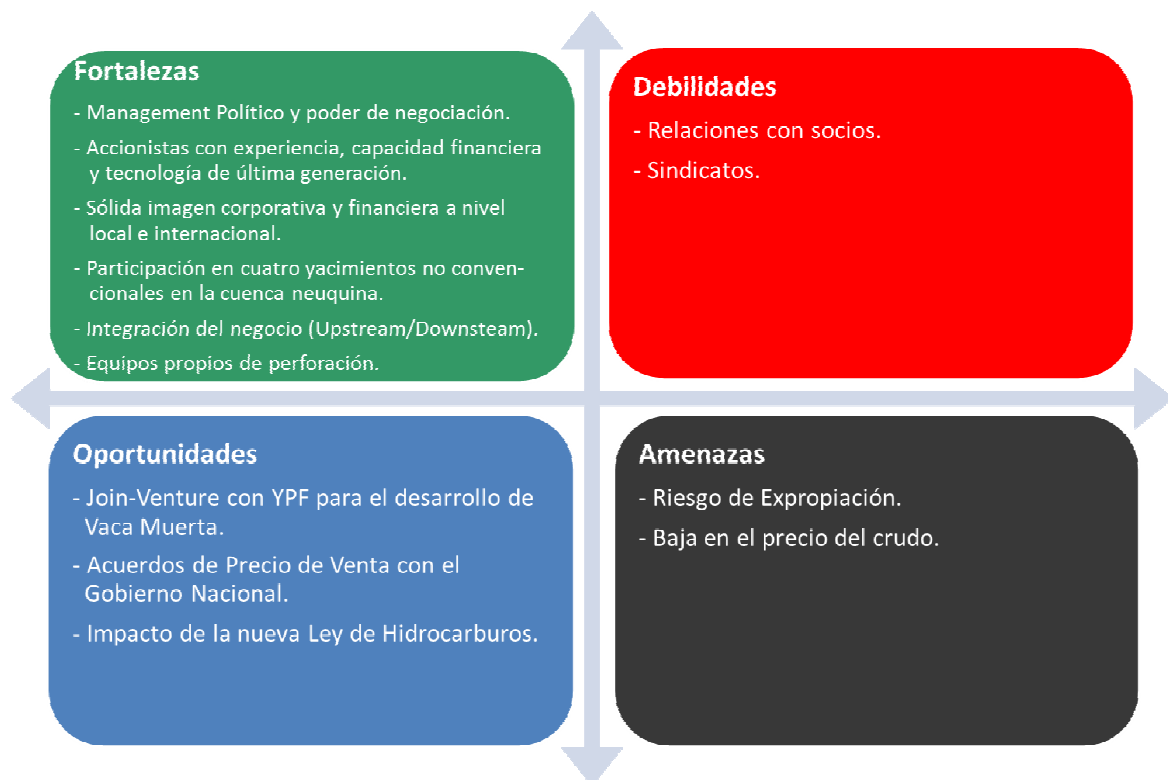 Fortalezas
- Management Político y poder de negociación.
- Accionistas con experiencia, capacidad financiera
y tecnología de última generación.
- Sólida imagen corporativa y financiera a nivel
local e internacional.
- Participación en cuatro yacimientos no conven-
cionales en la cuenca neuquina.
- Integración del negocio (Upstream/Downsteam).
- Equipos propios de perforación.
Debilidades
- Relaciones con socios.
- Sindicatos.
Oportunidades
- Join-Venture con YPF para el desarrollo de
Vaca Muerta.
- Acuerdos de Precio de Venta con el
Gobierno Nacional.
- Impacto de la nueva Ley de Hidrocarburos.
Amenazas
- Riesgo de Expropiación.
- Baja en el precio del crudo.